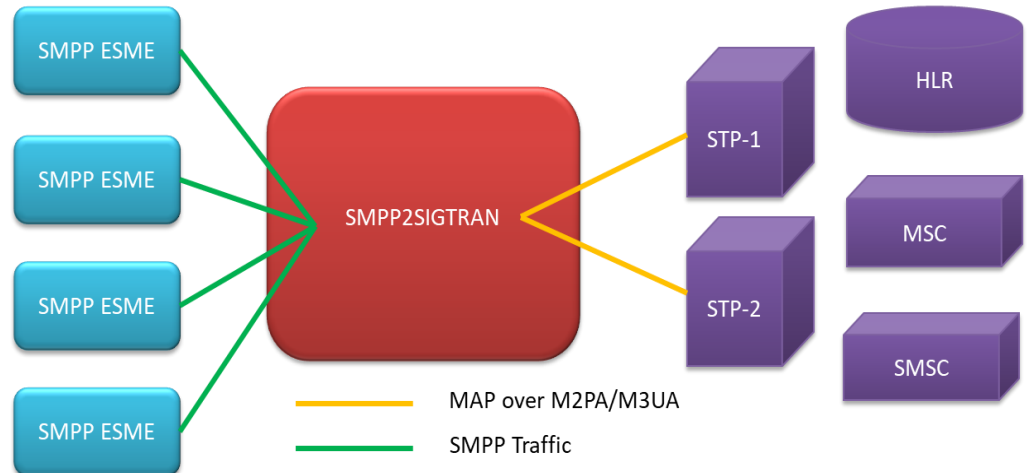 SMPP ESME
SMPP ESME
SMPP ESME
SMPP ESME
SMPP2SIGTRAN
STP-1
STP-2
HLR
MSC
SMSC
MAP over M2PA/M3UA
SMPP Traffic